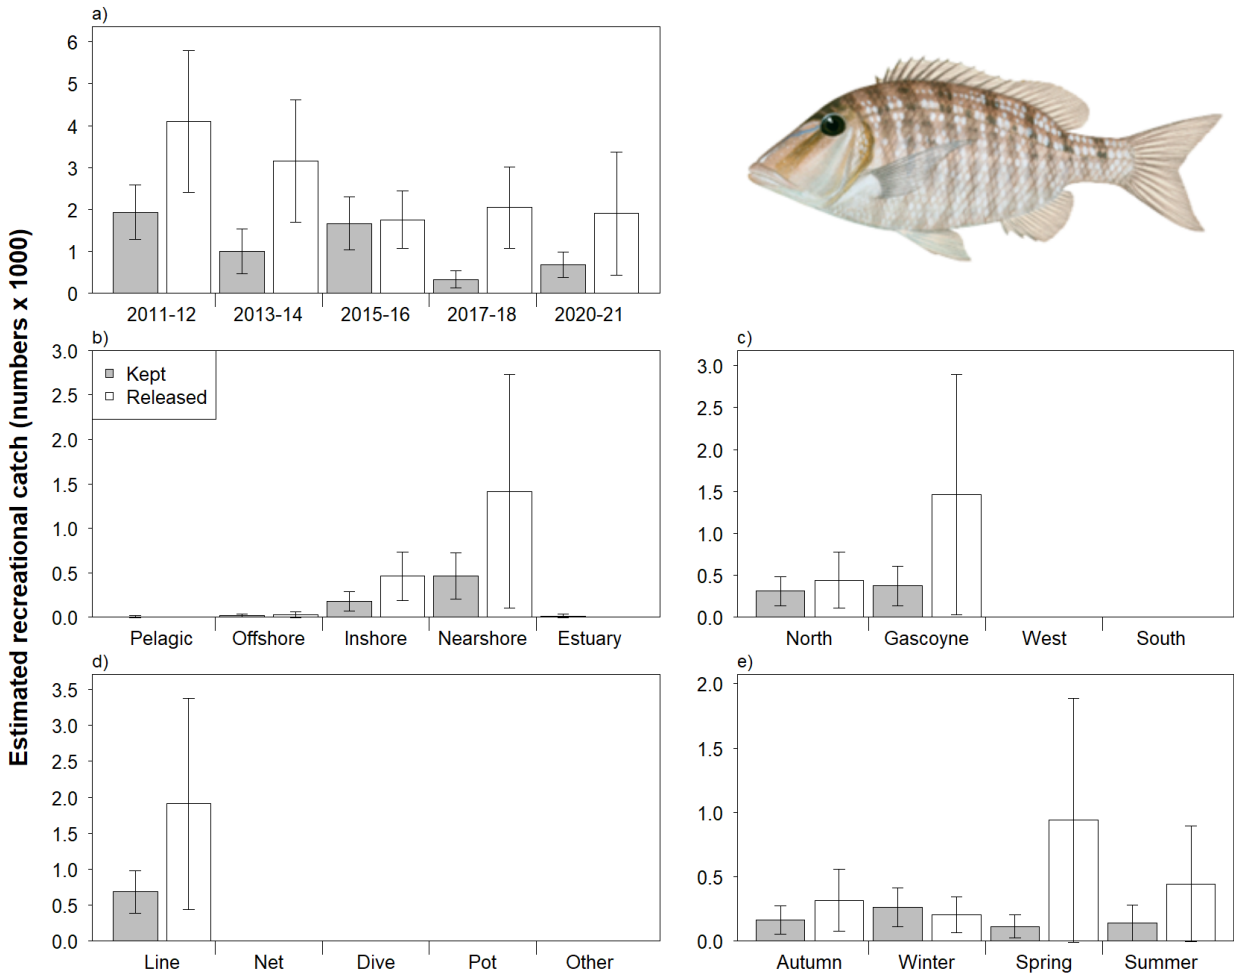 Estimated recreational catch (numbers x 1000)
a)
6
5
4
3
2
1
0
2011-12 2013-14 2015-16 2017-18 2020-21
b)
3.0
2.5
2.0
1.5
1.0
0.5
0.0
Kept
Released
Pelagic Offshore Inshore Nearshore Estuary
c)
3.0
2.5
2.0
1.5
1.0
0.5
0.0
North Gascoyne West South
d)
3.5
3.0
2.5
2.0
1.5
1.0
0.5
0.0
Line Net Dive Pot Other
e)
2.0
1.5
1.0
0.5
0.0
Autumn Winter Spring Summer